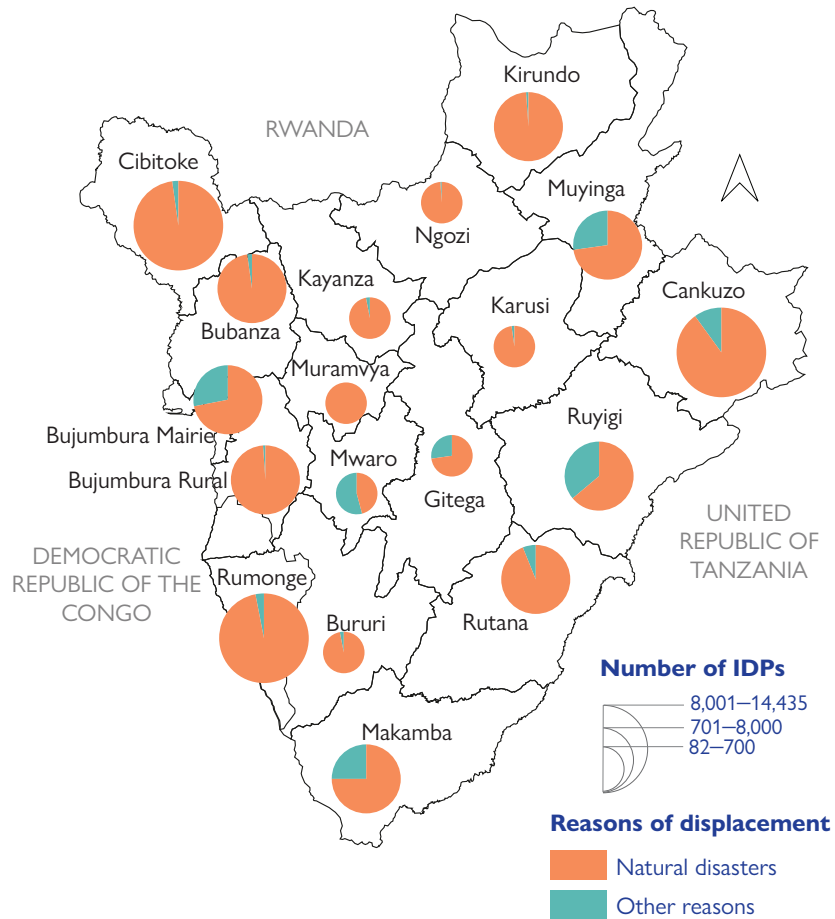 Kirundo
RWANDA
Cibitoke
Muyinga
Ngozi
Kayanza
Karusi
Cankuzo
Bubanza
Muramvya
Ruyigi
Bujumbura Mairie
Mwaro
Bujumbura Rural
Gitega
UNITED
REPUBLIC OF
TANZANIA
DEMOCRATIC
REPUBLIC OF THE
CONGO
Rumonge
Bururi
Rutana
Makamba
Number of IDPs
8,001–14,435
701–8,000
82–700
Reasons of displacement
Natural disasters
Other reasons